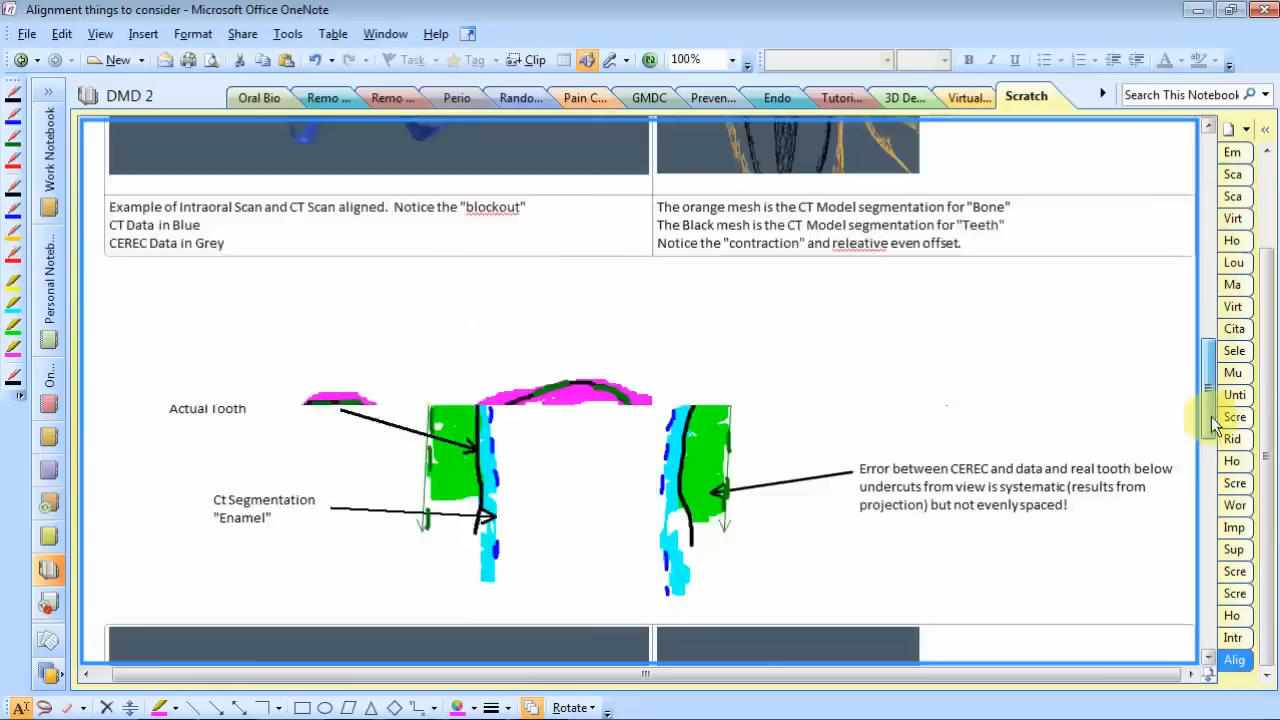 Alignment things to consider - Microsoft Office OneNote
File Edit View Insert Format Share Tools Table Window Help
New Task Tag Clip 100%
DMD 2 Oral Bio Remo ... Remo ... Perio Rando... Pain C... GMDC Preven... Endo Tutori... 3D De... Virtual... Scratch Search This Notebook
Work Notebook
Personal Noteb...
On...
Example of Intraoral Scan and CT Scan aligned. Notice the "blockout"
CT Data in Blue
CEREC Data in Grey
The orange mesh is the CT Model segmentation for "Bone"
The Black mesh is the CT Model segmentation for "Teeth"
Notice the "contraction" and releative even offset.
Actual Tooth
Ct Segmentation
"Enamel"
Error between CEREC and data and real tooth below
undercuts from view is systematic (results from
projection) but not evenly spaced!
Em
Sca
Sca
Virt
Ho
Lou
Ma
Virt
Cita
Sele
Mu
Unti
Scre
Rid
Ho
Scre
Wor
Imp
Sup
Scre
Scre
Ho
Intr
Alig
Rotate